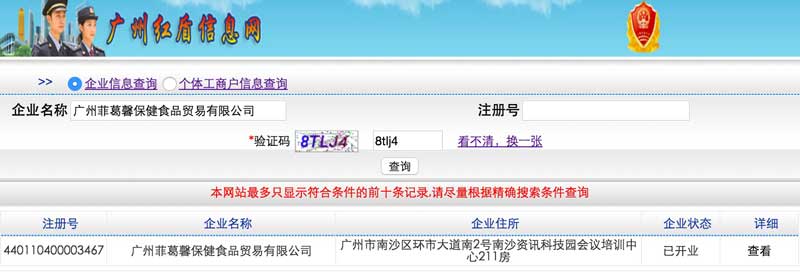 广州红盾信息网
>> 企业信息查询 个体工商户信息查询
企业名称 广州菲葛馨保健食品贸易有限公司 注册号
*验证码 8TLJ4 8tlj4 看不清，换一张
查询
本网站最多只显示符合条件的前十条记录,请尽量根据精确搜索条件查询
注册号 企业名称 企业住所 企业状态 详细
440110400003467 广州菲葛馨保健食品贸易有限公司 广州市南沙区环市大道南2号南沙资讯科技园会议培训中 已开业 查看
心211房